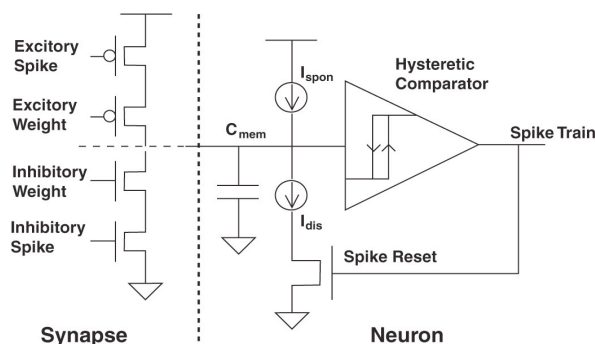 Excitory
Spike
Excitory
Weight
Inhibitory
Weight
Inhibitory
Spike
Synapse
I_spon
C_mem
I_dis
Hysteretic
Comparator
Spike Train
Spike Reset
Neuron